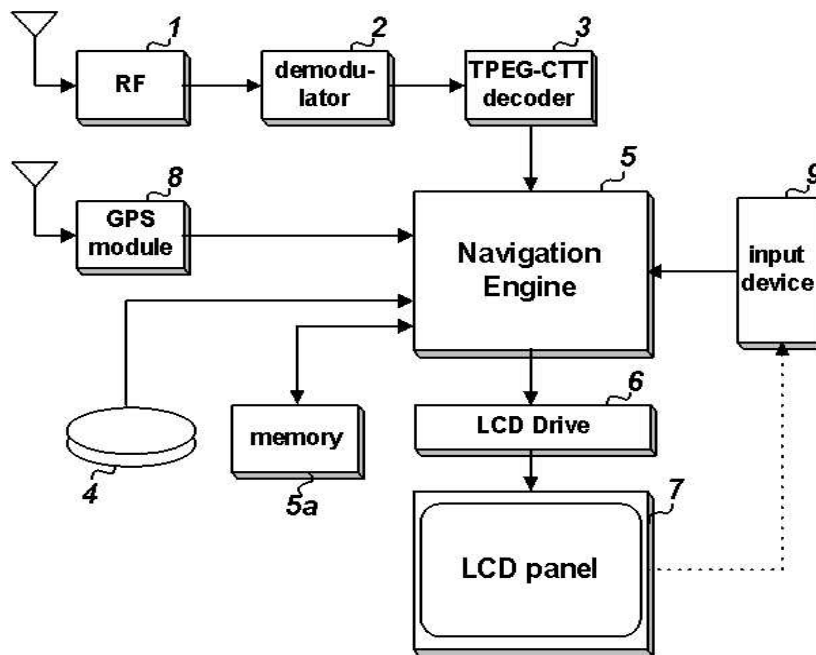 1
RF
2
demodu-
lator
3
TPEG-CTT
decoder
8
GPS
module
5
Navigation
Engine
9
input
device
4
memory
5a
6
LCD Drive
7
LCD panel